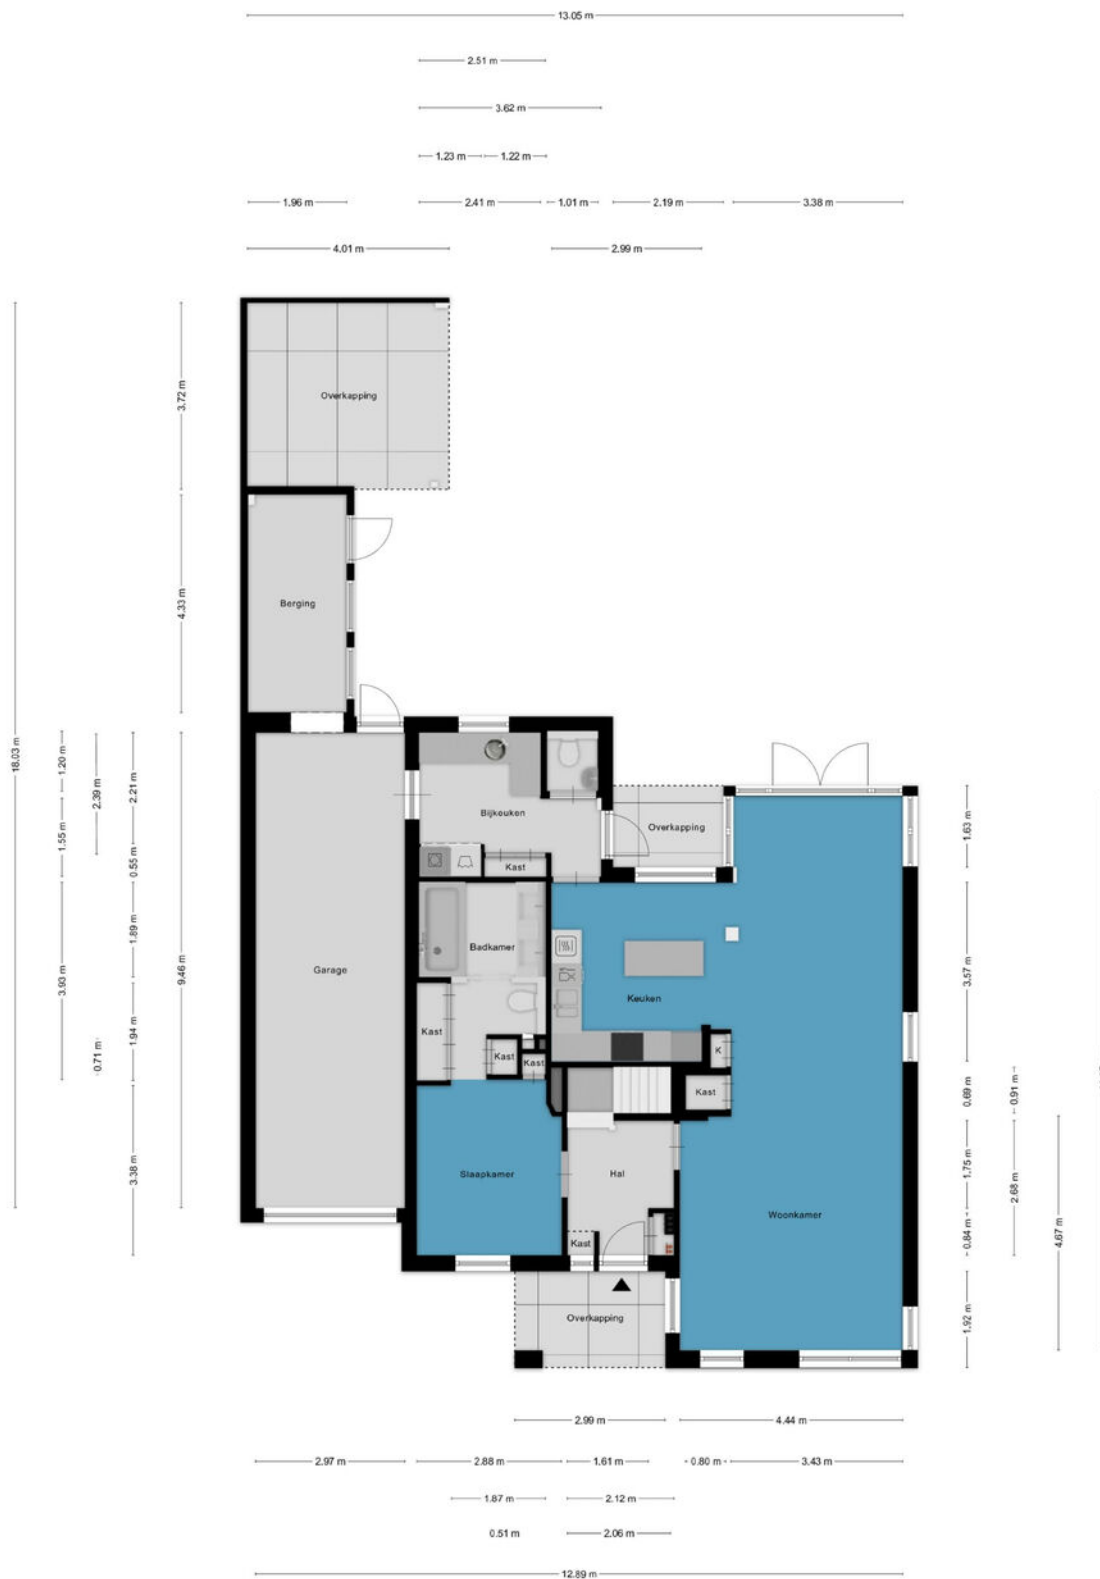 13.05 m
2.51 m
3.62 m
1.23 m
1.22 m
1.96 m
2.41 m
1.01 m
2.19 m
3.38 m
4.01 m
2.99 m
18.03 m
3.72 m
Overkapping
4.33 m
Berging
1.20 m
2.39 m
2.21 m
1.55 m
0.55 m
3.93 m
1.89 m
9.46 m
0.71 m
1.94 m
3.38 m
Bijkeuken
Kast
Overkapping
Badkamer
Garage
Keuken
Kast
Kast
Kast
K
Kast
Slaapkamer
Hal
Woonkamer
Kast
Overkapping
1.63 m
3.57 m
0.69 m
0.91 m
1.75 m
2.68 m
0.84 m
4.67 m
1.92 m
2.99 m
4.44 m
2.97 m
2.88 m
1.61 m
0.80 m
3.43 m
1.87 m
2.12 m
0.51 m
2.06 m
12.89 m